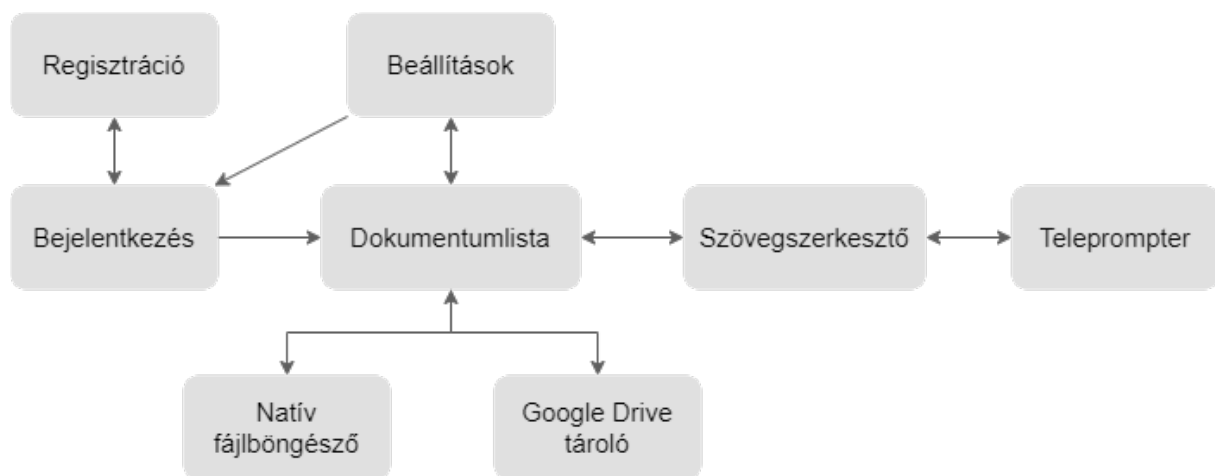 Regisztráció
Beállítások
Bejelentkezés
Dokumentumlista
Szövegszerkesztő
Teleprompter
Natív
fájlböngésző
Google Drive
tároló